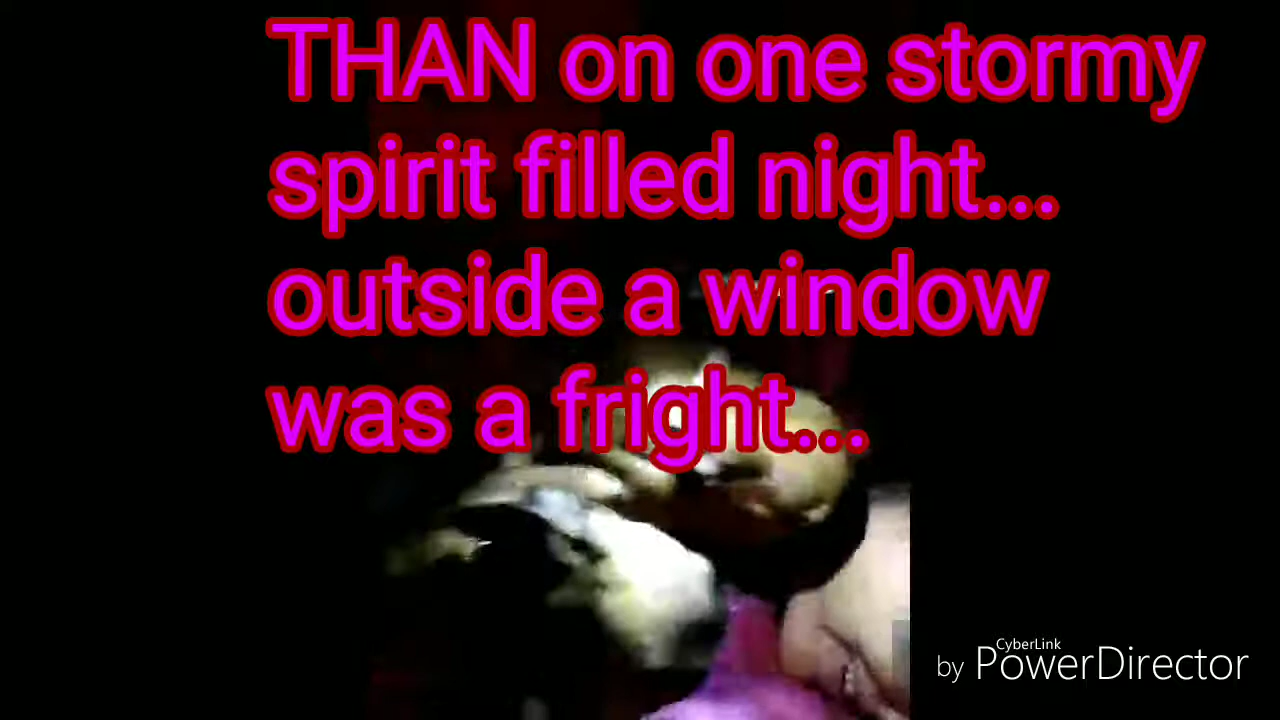 THAN on one stormy
spirit filled night...
outside a window
was a fright...
CyberLink
by PowerDirector